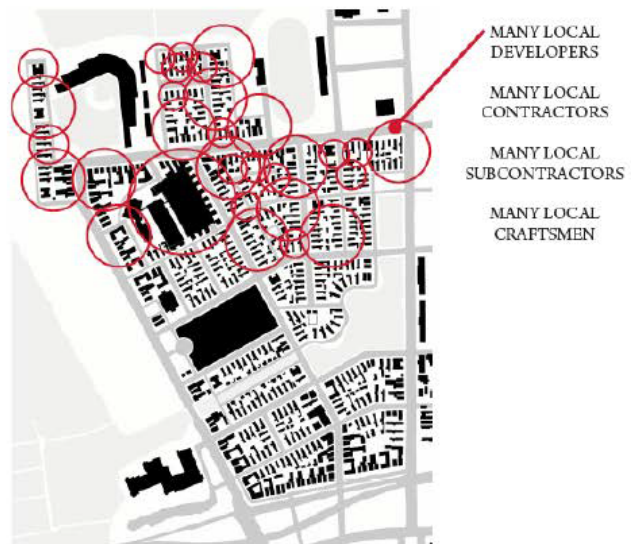 MANY LOCAL
DEVELOPERS
MANY LOCAL
CONTRACTORS
MANY LOCAL
SUBCONTRACTORS
MANY LOCAL
CRAFTSMEN